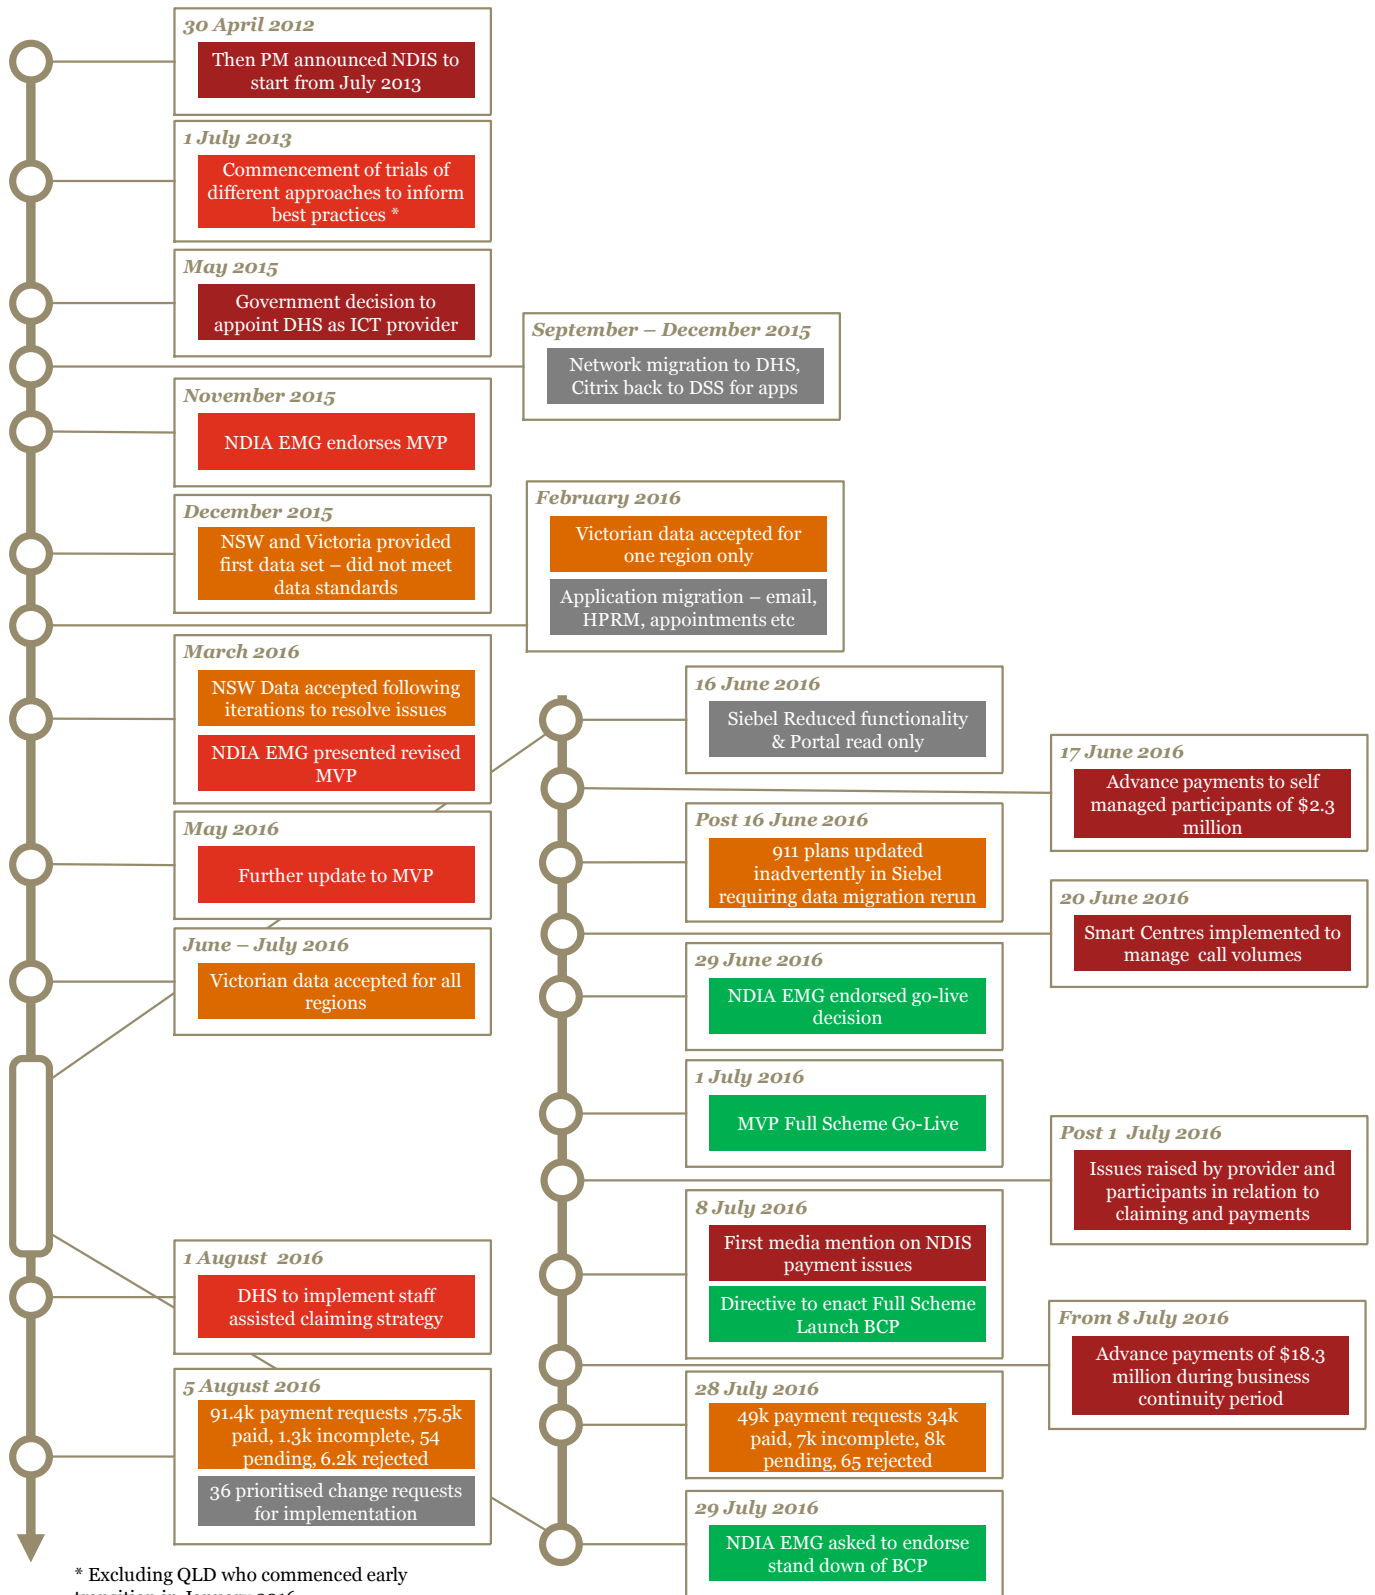 30 April 2012
Then PM announced NDIS to
start from July 2013
1 July 2013
Commencement of trials of
different approaches to inform
best practices *
May 2015
Government decision to
appoint DHS as ICT provider
September – December 2015
Network migration to DHS,
Citrix back to DSS for apps
November 2015
NDIA EMG endorses MVP
December 2015
NSW and Victoria provided
first data set – did not meet
data standards
February 2016
Victorian data accepted for
one region only
Application migration – email,
HPRM, appointments etc
March 2016
NSW Data accepted following
iterations to resolve issues
NDIA EMG presented revised
MVP
May 2016
Further update to MVP
June – July 2016
Victorian data accepted for all
regions
16 June 2016
Siebel Reduced functionality
& Portal read only
17 June 2016
Advance payments to self
managed participants of $2.3
million
Post 16 June 2016
911 plans updated
inadvertently in Siebel
requiring data migration rerun
20 June 2016
Smart Centres implemented to
manage call volumes
29 June 2016
NDIA EMG endorsed go-live
decision
1 July 2016
MVP Full Scheme Go-Live
Post 1 July 2016
Issues raised by provider and
participants in relation to
claiming and payments
8 July 2016
First media mention on NDIS
payment issues
Directive to enact Full Scheme
Launch BCP
From 8 July 2016
Advance payments of $18.3
million during business
continuity period
28 July 2016
49k payment requests 34k
paid, 7k incomplete, 8k
pending, 65 rejected
29 July 2016
NDIA EMG asked to endorse
stand down of BCP
1 August 2016
DHS to implement staff
assisted claiming strategy
5 August 2016
91.4k payment requests ,75.5k
paid, 1.3k incomplete, 54
pending, 6.2k rejected
36 prioritised change requests
for implementation
* Excluding QLD who commenced early